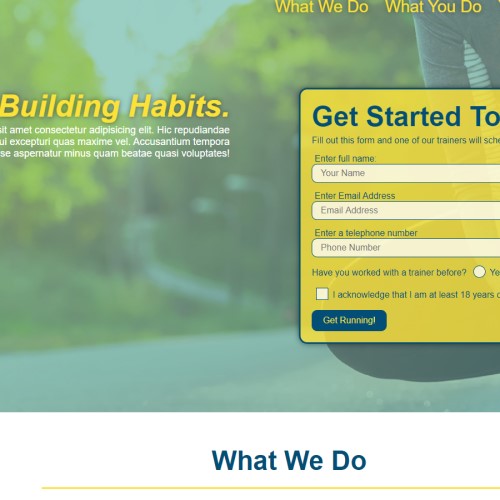 What We Do What You Do
Building Habits.
sit amet consectetur adipisicing elit. Hic repudiandae
qui excepturi quas maxime vel. Accusantium tempora
se aspernatur minus quam beatae quasi voluptates!
Get Started To
Fill out this form and one of our trainers will sche
Enter full name:
Your Name
Enter Email Address
Email Address
Enter a telephone number
Phone Number
Have you worked with a trainer before? Ye
I acknowledge that I am at least 18 years o
Get Running!
What We Do